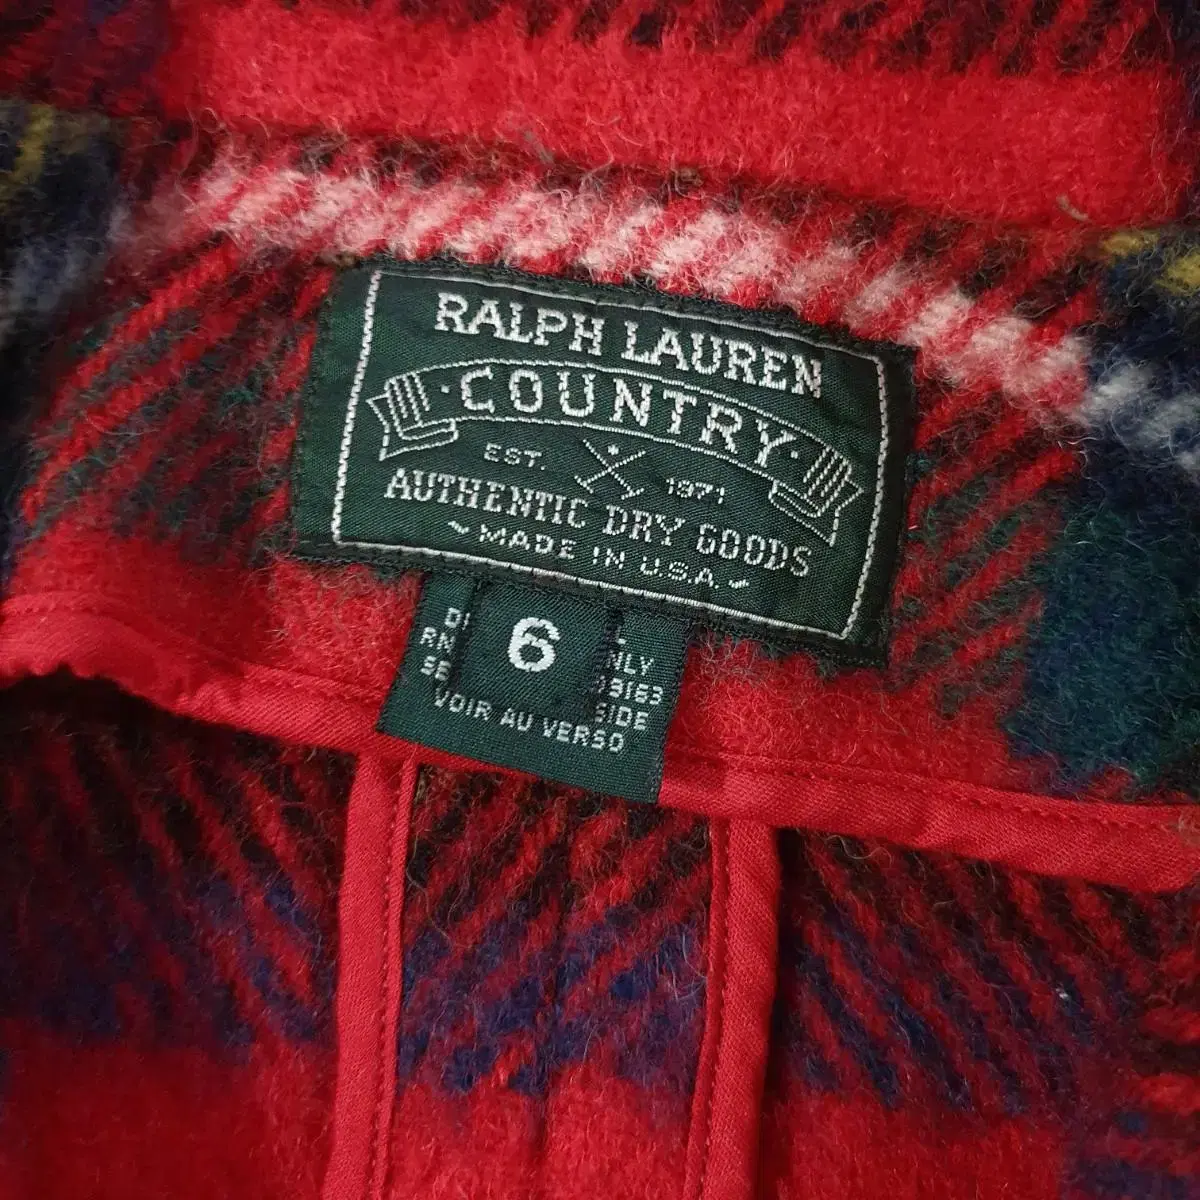 RALPH LAUREN
·COUNTRY·
EST. 1971
AUTHENTIC DRY GOODS
MADE IN U.S.A.
6
VOIR AU VERSO